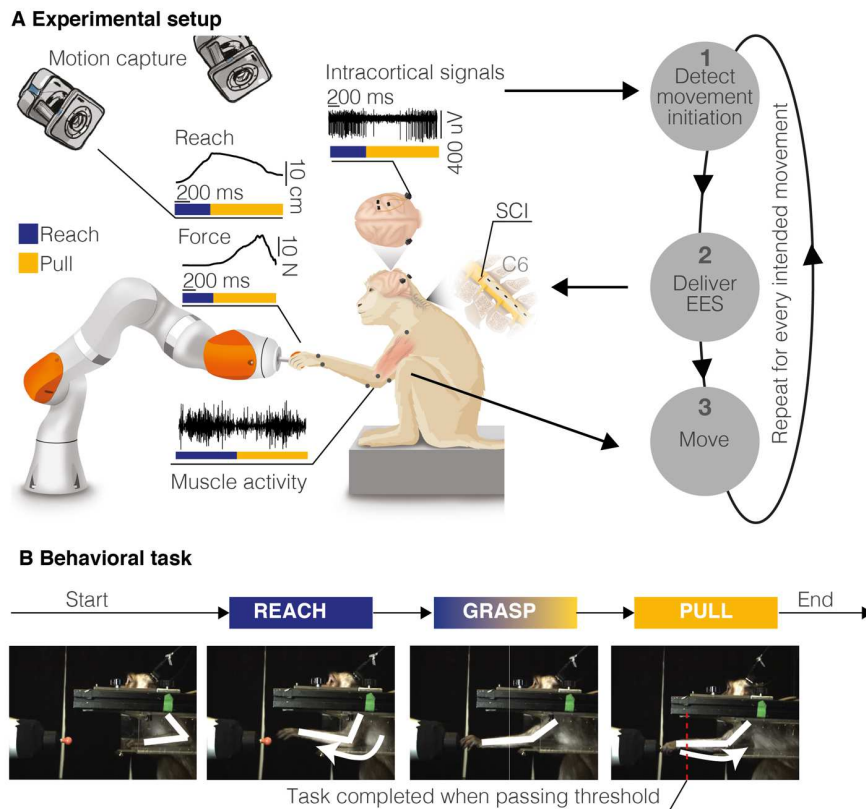 A Experimental setup
Motion capture
Intracortical signals
200 ms
400 uV
Reach
10 cm
200 ms
Reach
Pull
Force
10 N
200 ms
SCI
C6
Muscle activity
1
Detect
movement
initiation
2
Deliver
EES
3
Move
Repeat for every intended movement
B Behavioral task
Start
REACH
GRASP
PULL
End
Task completed when passing threshold